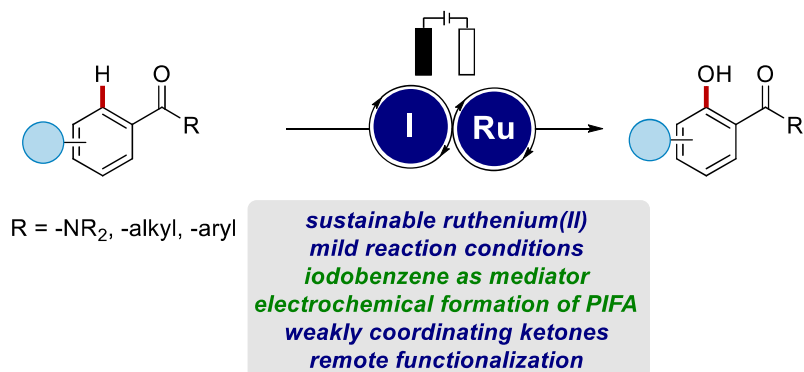 H
O
R
I
Ru
OH
O
R
R = -NR₂, -alkyl, -aryl
sustainable ruthenium(II)
mild reaction conditions
iodobenzene as mediator
electrochemical formation of PIFA
weakly coordinating ketones
remote functionalization